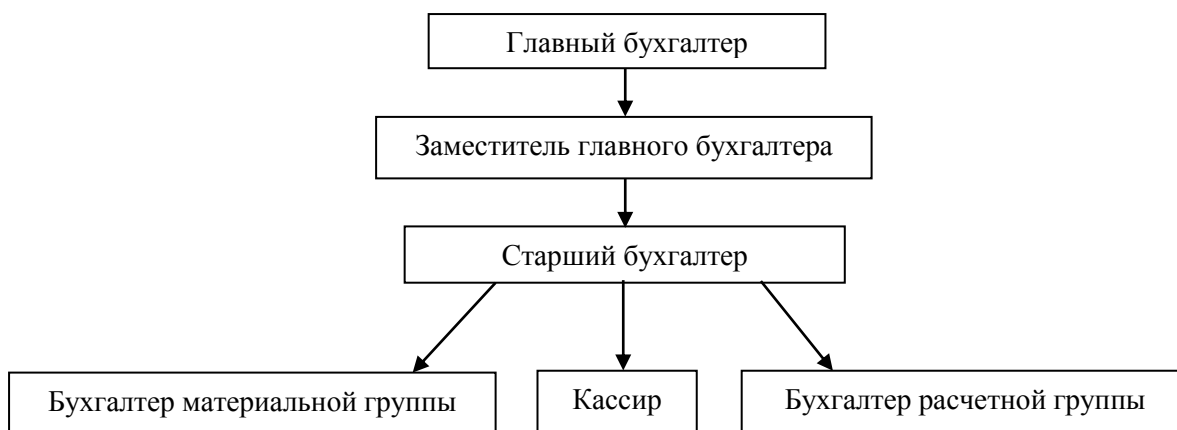 Главный бухгалтер
Заместитель главного бухгалтера
Старший бухгалтер
Бухгалтер материальной группы
Кассир
Бухгалтер расчетной группы